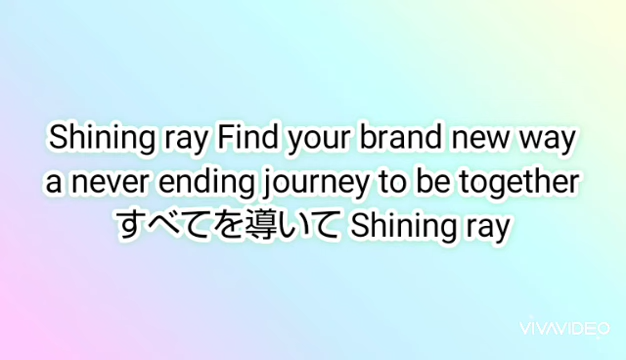 Shining ray Find your brand new way
a never ending journey to be together
すべてを導いて Shining ray
VIVAVIDEO